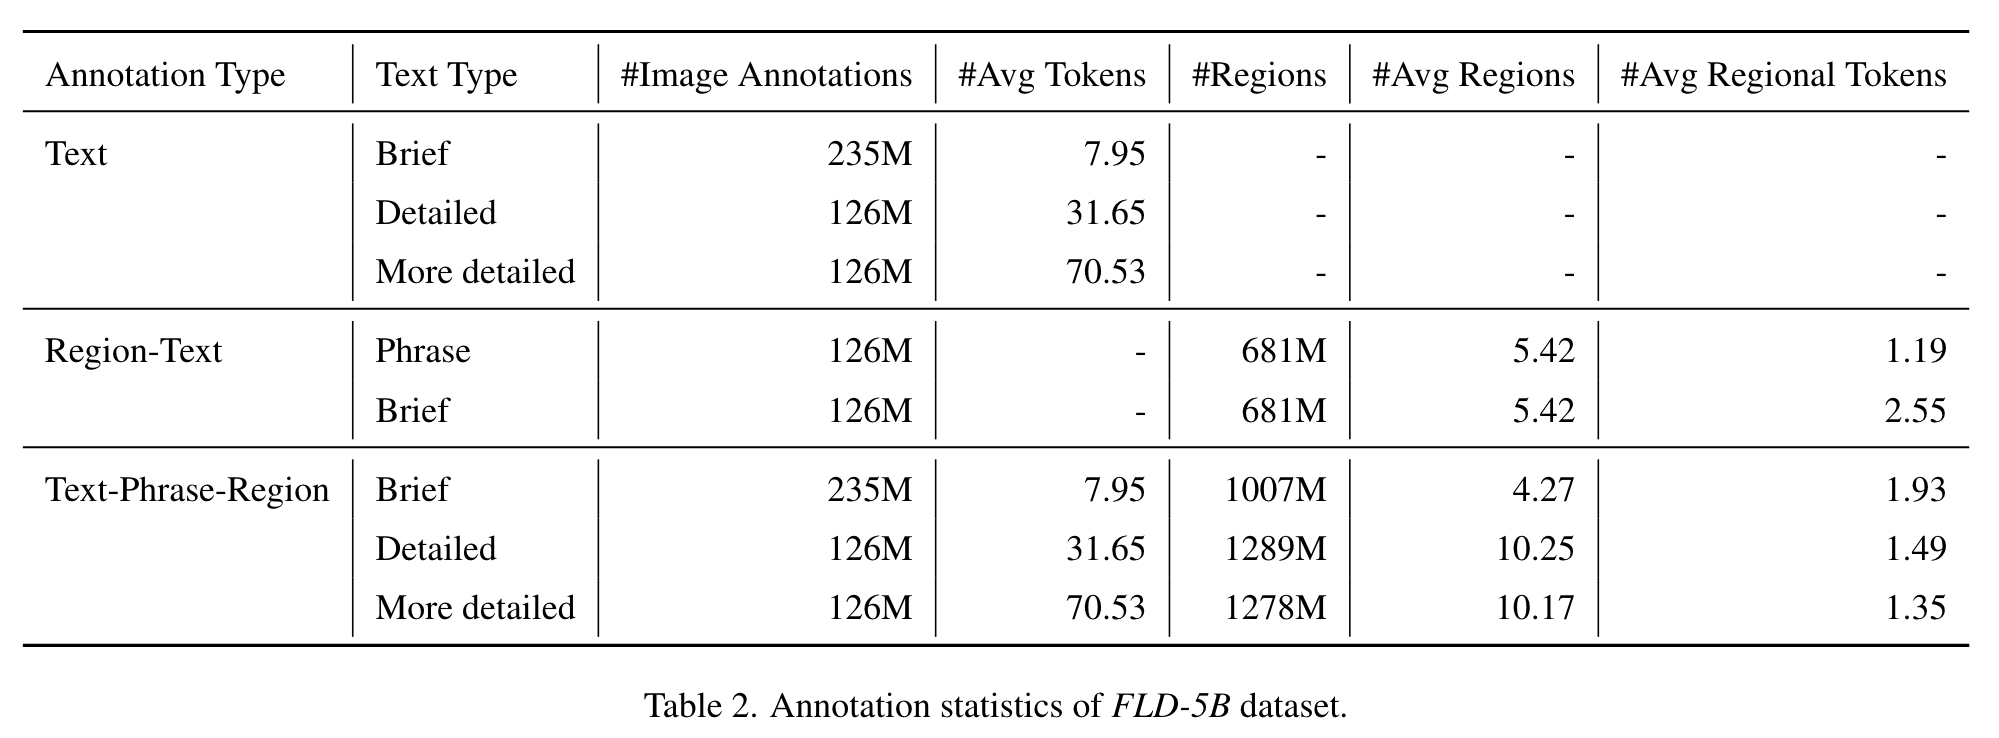 Annotation Type Text Type #Image Annotations #Avg Tokens #Regions #Avg Regions #Avg Regional Tokens
Text Brief 235M 7.95 - - -
Detailed 126M 31.65 - - -
More detailed 126M 70.53 - - -
Region-Text Phrase 126M - 681M 5.42 1.19
Brief 126M - 681M 5.42 2.55
Text-Phrase-Region Brief 235M 7.95 1007M 4.27 1.93
Detailed 126M 31.65 1289M 10.25 1.49
More detailed 126M 70.53 1278M 10.17 1.35
Table 2. Annotation statistics of FLD-5B dataset.